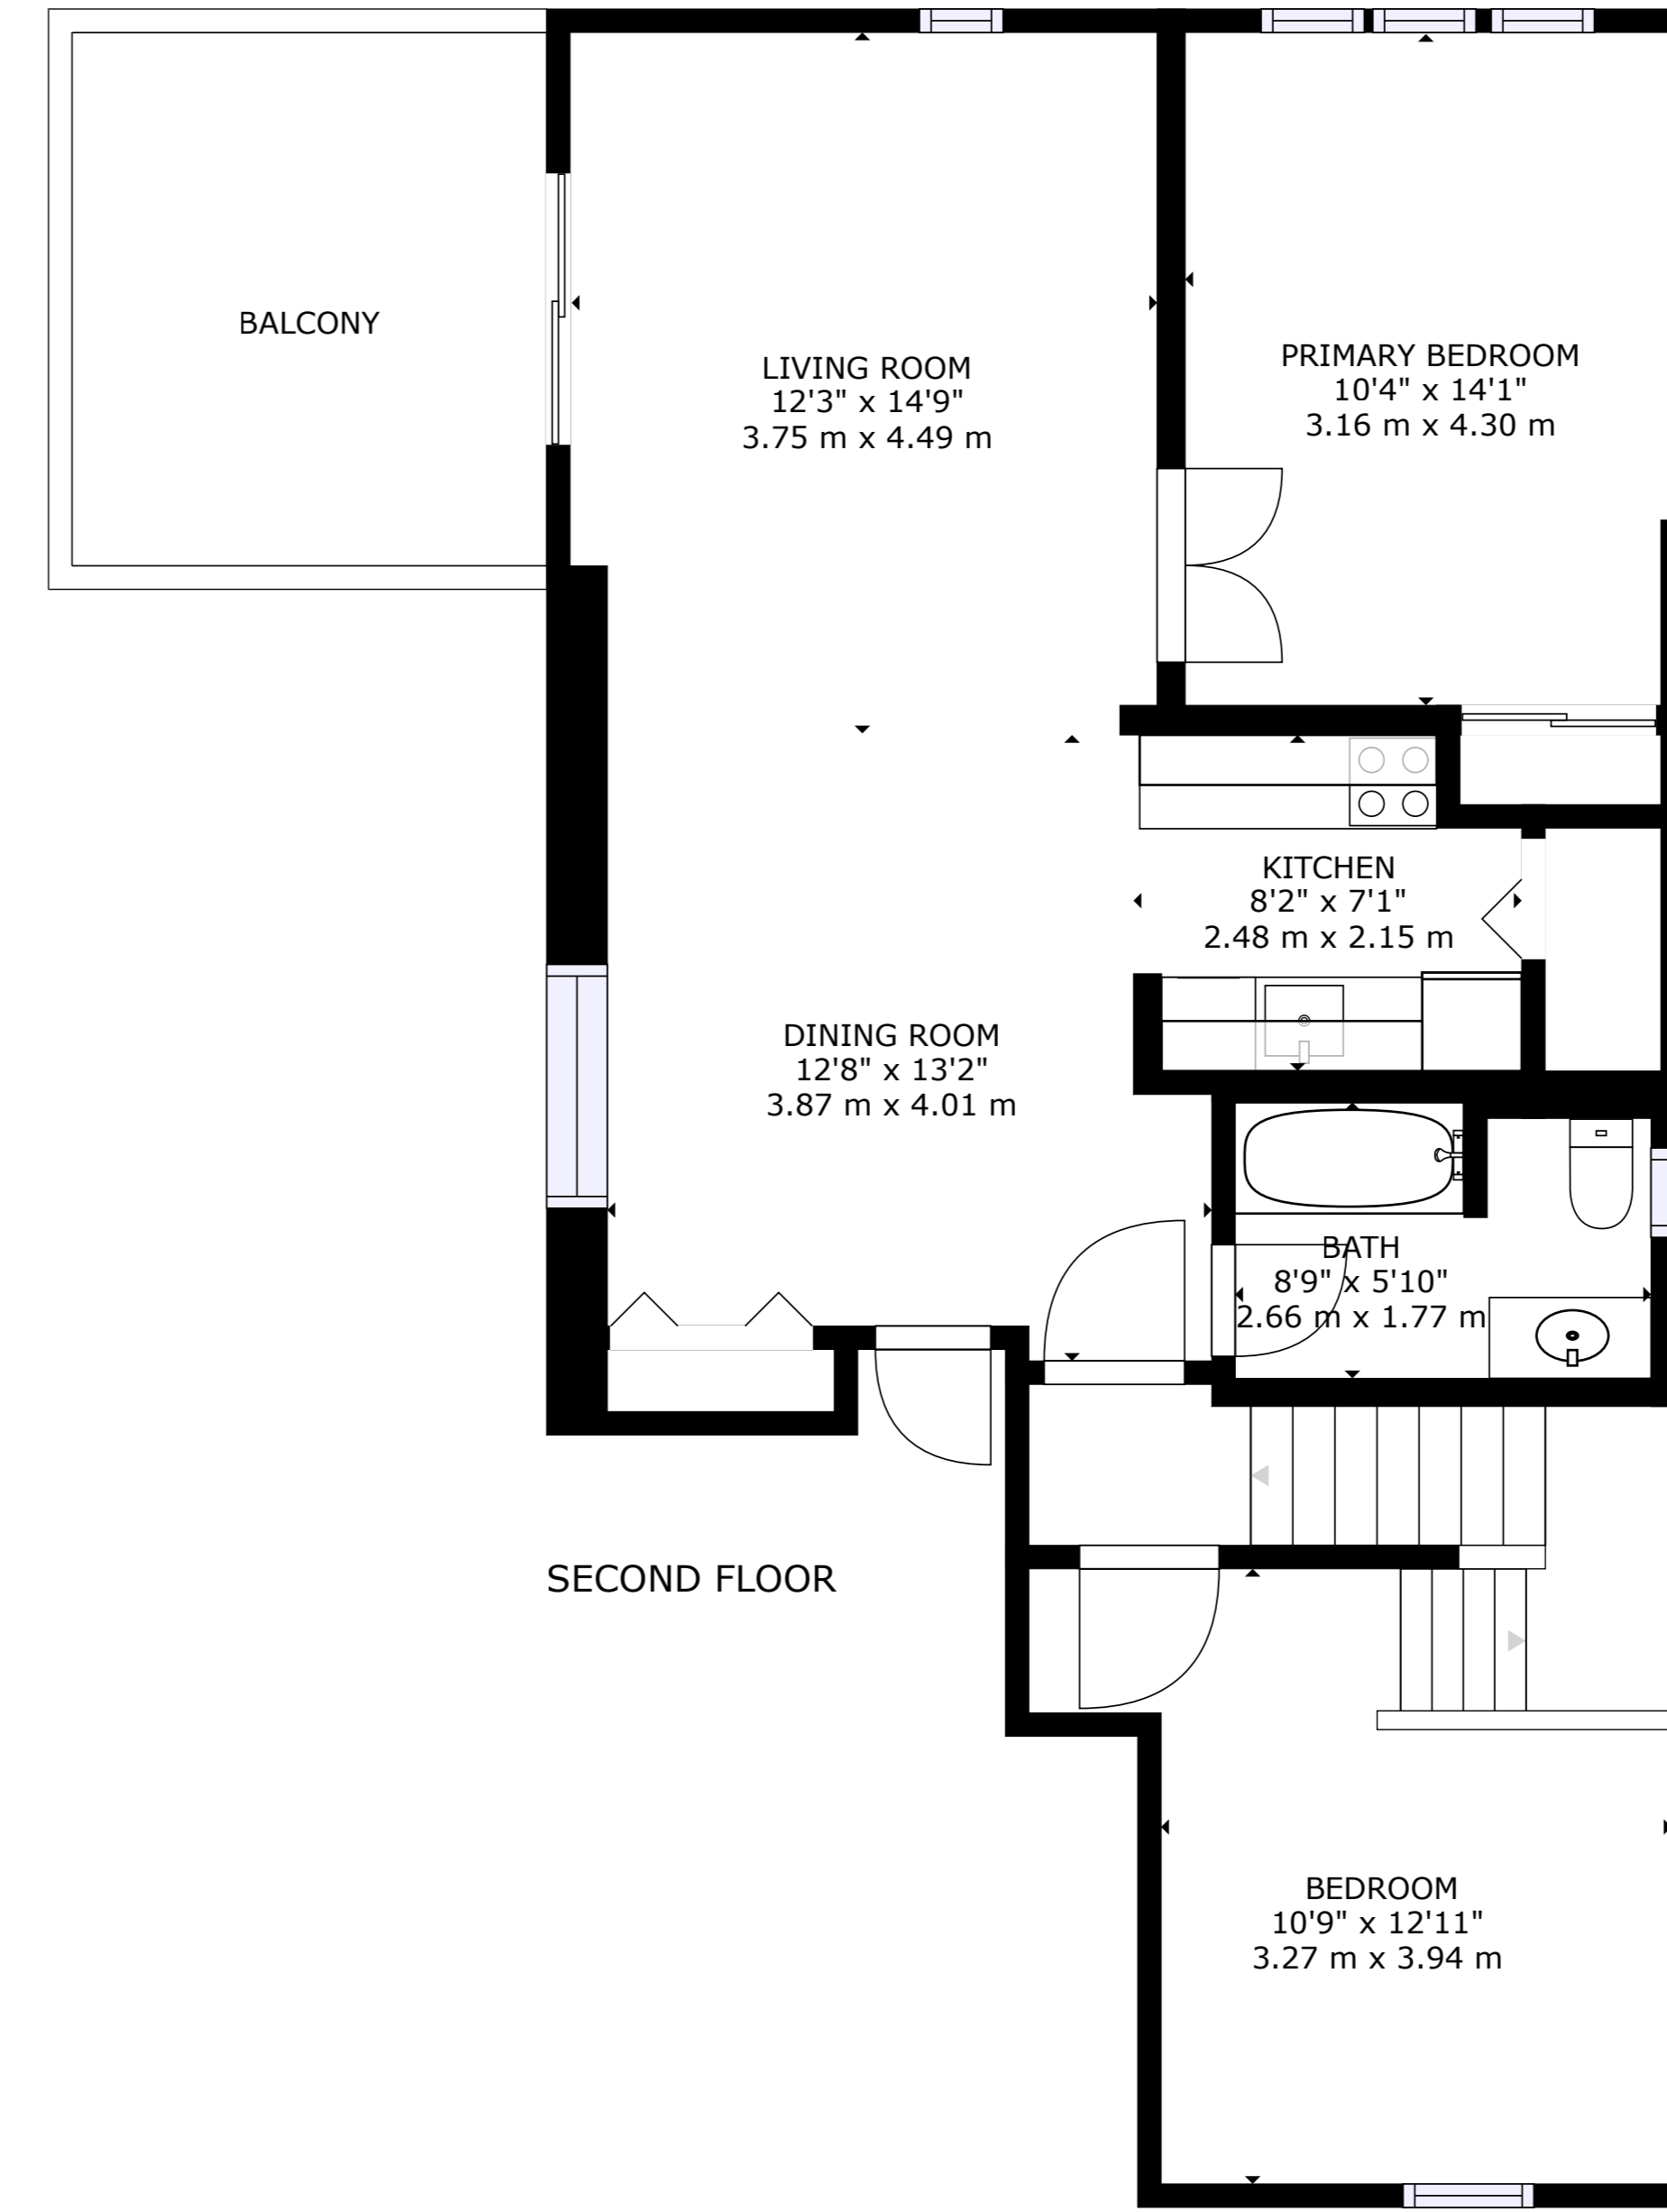 BALCONY
LIVING ROOM
12'3" x 14'9"
3.75 m x 4.49 m
PRIMARY BEDROOM
10'4" x 14'1"
3.16 m x 4.30 m
KITCHEN
8'2" x 7'1"
2.48 m x 2.15 m
DINING ROOM
12'8" x 13'2"
3.87 m x 4.01 m
BATH
8'9" x 5'10"
2.66 m x 1.77 m
SECOND FLOOR
BEDROOM
10'9" x 12'11"
3.27 m x 3.94 m